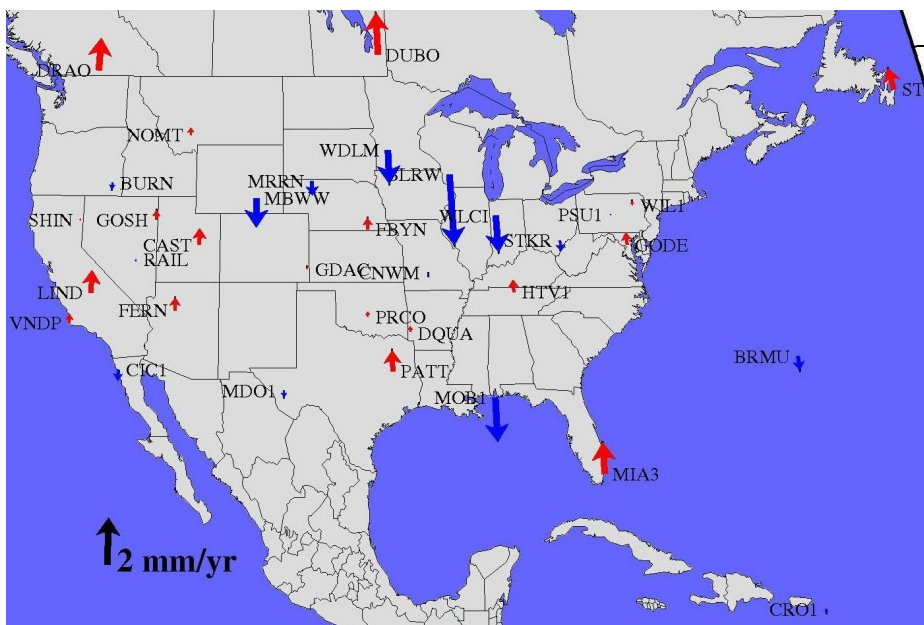 DRAO
DUBO
ST
NOMT
WDLM
BURN
MRRN
SLRW
MBWW
SHIN
GOSH
FBYN
WLCI
PSU1
WIL1
CAST
STKR
GODE
RAIL
GDAC
CNWM
LIND
FERN
HTV1
VNDP
PRCO
DQUA
CIC1
PATT
BRMU
MDO1
MOB1
MIA3
2 mm/yr
CRO1